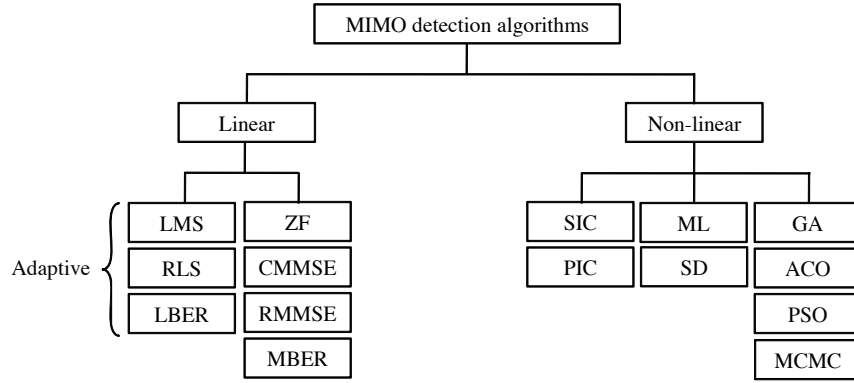 MIMO detection algorithms
Linear
Non-linear
Adaptive
LMS
RLS
LBER
ZF
CMMSE
RMMSE
MBER
SIC
PIC
ML
SD
GA
ACO
PSO
MCMC